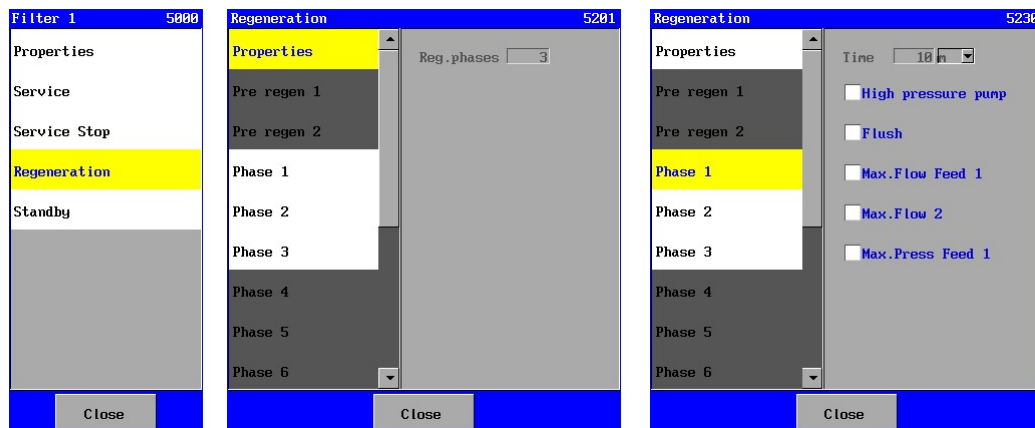 Filter 1 5000
Properties
Service
Service Stop
Regeneration
Standby
Close
Regeneration 5201
Properties
Pre regen 1
Pre regen 2
Phase 1
Phase 2
Phase 3
Phase 4
Phase 5
Phase 6
Reg.phases 3
Close
Regeneration 5230
Properties
Pre regen 1
Pre regen 2
Phase 1
Phase 2
Phase 3
Phase 4
Phase 5
Phase 6
Time 10 m
High pressure pump
Flush
Max.Flow Feed 1
Max.Flow 2
Max.Press Feed 1
Close